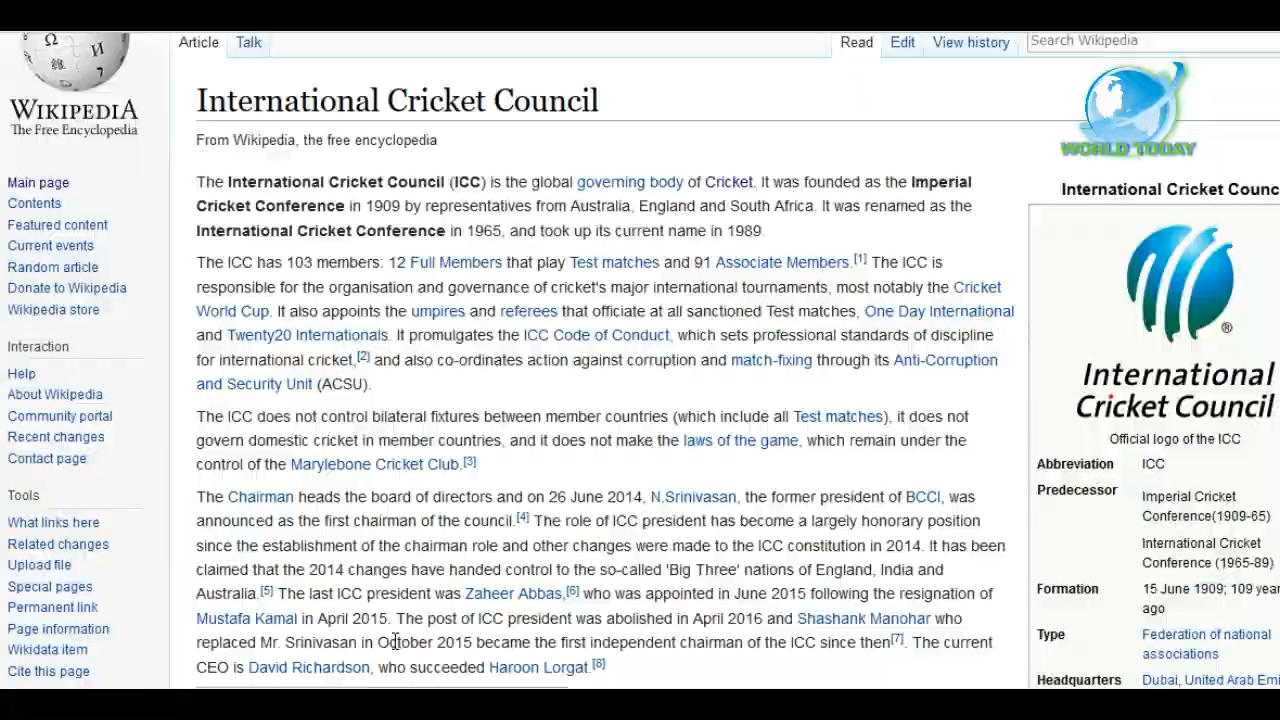 Article Talk Read Edit View history Search Wikipedia
WIKIPEDIA
The Free Encyclopedia
Main page
Contents
Featured content
Current events
Random article
Donate to Wikipedia
Wikipedia store
Interaction
Help
About Wikipedia
Community portal
Recent changes
Contact page
Tools
What links here
Related changes
Upload file
Special pages
Permanent link
Page information
Wikidata item
Cite this page
International Cricket Council
From Wikipedia, the free encyclopedia
The International Cricket Council (ICC) is the global governing body of Cricket. It was founded as the Imperial
Cricket Conference in 1909 by representatives from Australia, England and South Africa. It was renamed as the
International Cricket Conference in 1965, and took up its current name in 1989.
The ICC has 103 members: 12 Full Members that play Test matches and 91 Associate Members.[1] The ICC is
responsible for the organisation and governance of cricket's major international tournaments, most notably the Cricket
World Cup. It also appoints the umpires and referees that officiate at all sanctioned Test matches, One Day International
and Twenty20 Internationals. It promulgates the ICC Code of Conduct, which sets professional standards of discipline
for international cricket,[2] and also co-ordinates action against corruption and match-fixing through its Anti-Corruption
and Security Unit (ACSU).
The ICC does not control bilateral fixtures between member countries (which include all Test matches), it does not
govern domestic cricket in member countries, and it does not make the laws of the game, which remain under the
control of the Marylebone Cricket Club.[3]
The Chairman heads the board of directors and on 26 June 2014, N.Srinivasan, the former president of BCCI, was
announced as the first chairman of the council.[4] The role of ICC president has become a largely honorary position
since the establishment of the chairman role and other changes were made to the ICC constitution in 2014. It has been
claimed that the 2014 changes have handed control to the so-called 'Big Three' nations of England, India and
Australia.[5] The last ICC president was Zaheer Abbas,[6] who was appointed in June 2015 following the resignation of
Mustafa Kamal in April 2015. The post of ICC president was abolished in April 2016 and Shashank Manohar who
replaced Mr. Srinivasan in October 2015 became the first independent chairman of the ICC since then[7]. The current
CEO is David Richardson, who succeeded Haroon Lorgat.[8]
WORLD TODAY
International Cricket Counc
International
Cricket Council
®
Official logo of the ICC
Abbreviation ICC
Predecessor Imperial Cricket
Conference(1909-65)
International Cricket
Conference (1965-89)
Formation 15 June 1909; 109 year
ago
Type Federation of national
associations
Headquarters Dubai, United Arab Emi